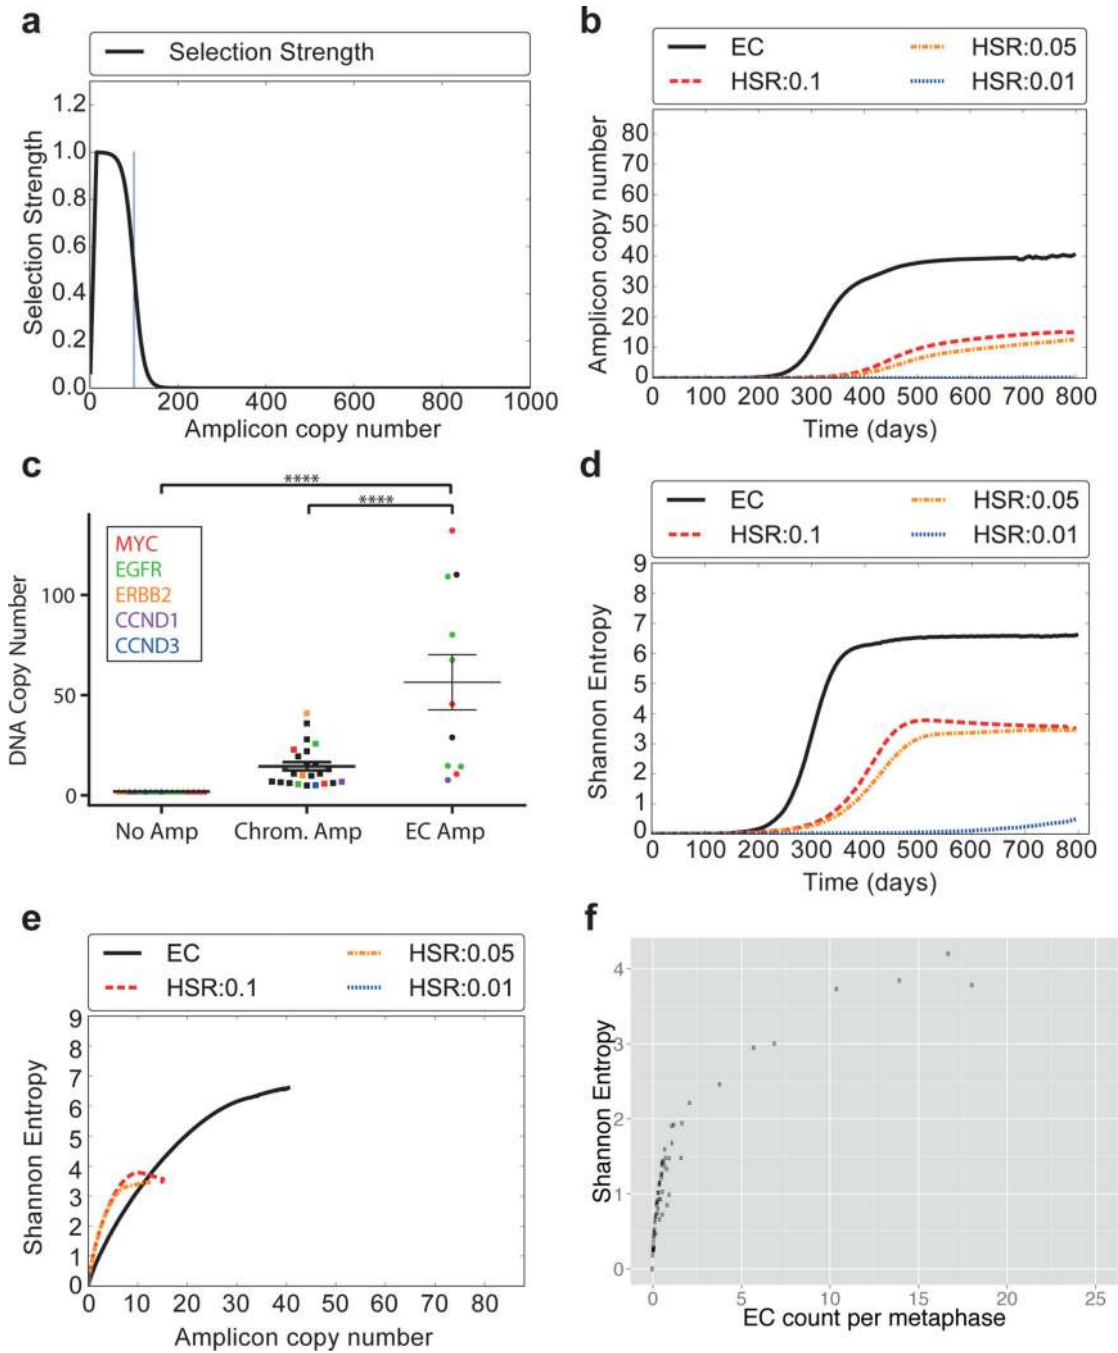 a
Selection Strength
Selection Strength
1.2
1.0
0.8
0.6
0.4
0.2
0.0
0 200 400 600 800 1000
Amplicon copy number
b
EC HSR:0.05
HSR:0.1 HSR:0.01
Amplicon copy number
80
70
60
50
40
30
20
10
0
0 100 200 300 400 500 600 700 800
Time (days)
c
****
****
DNA Copy Number
MYC
EGFR
ERBB2
CCND1
CCND3
100
50
0
No Amp Chrom. Amp EC Amp
d
EC HSR:0.05
HSR:0.1 HSR:0.01
Shannon Entropy
9
8
7
6
5
4
3
2
1
0
0 100 200 300 400 500 600 700 800
Time (days)
e
EC HSR:0.05
HSR:0.1 HSR:0.01
Shannon Entropy
9
8
7
6
5
4
3
2
1
0
0 10 20 30 40 50 60 70 80
Amplicon copy number
f
Shannon Entropy
4
3
2
1
0
0 5 10 15 20 25
EC count per metaphase